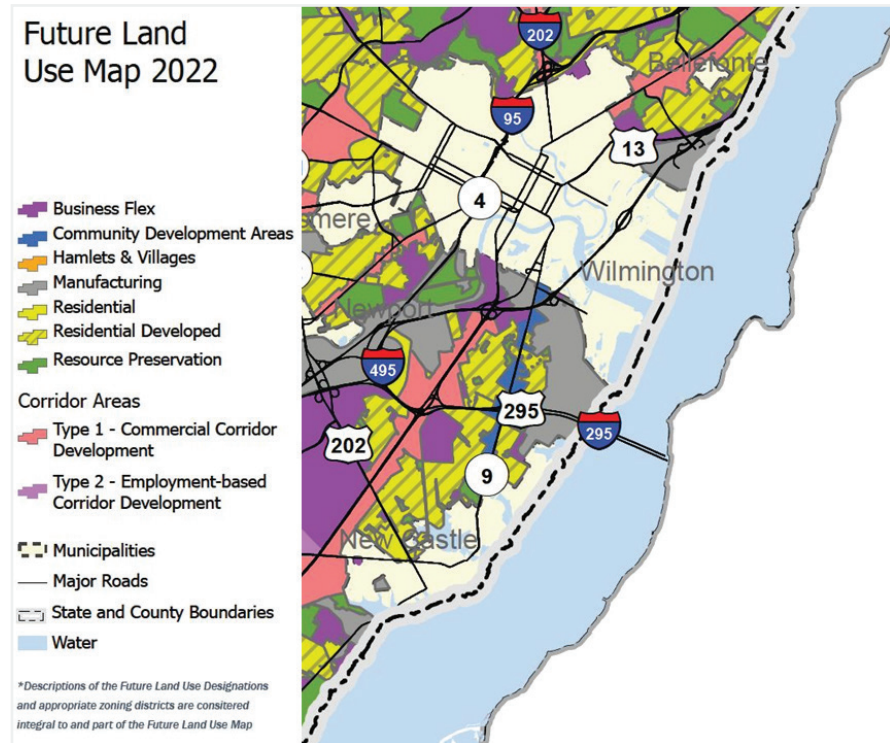 Future Land
Use Map 2022
Business Flex
Community Development Areas
Hamlets & Villages
Manufacturing
Residential
Residential Developed
Resource Preservation
Corridor Areas
Type 1 - Commercial Corridor
Development
Type 2 - Employment-based
Corridor Development
Municipalities
Major Roads
State and County Boundaries
Water
*Descriptions of the Future Land Use Designations
and appropriate zoning districts are consitered
integral to and part of the Future Land Use Map
202
Bellefonte
95
13
4
smere
Wilmington
Newport
495
295
295
202
9
New Castle